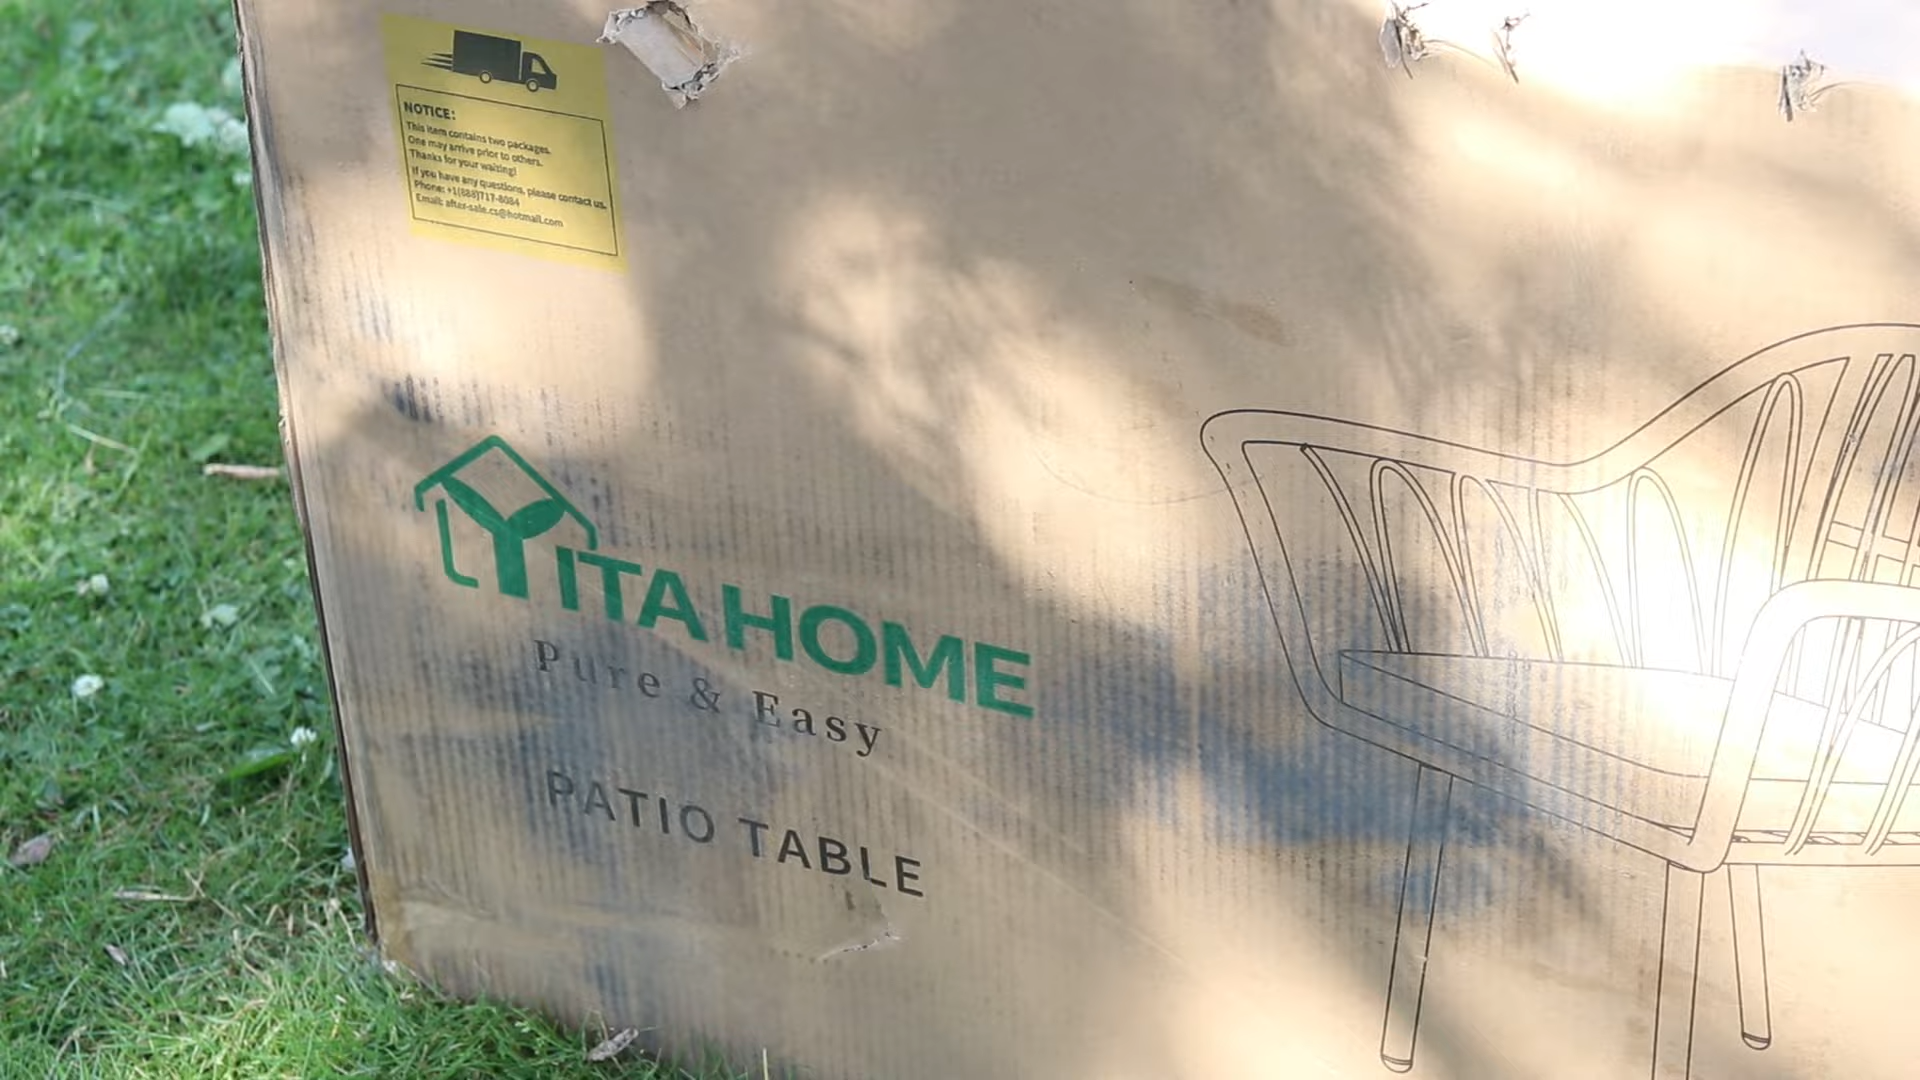 NOTICE:
This item contains two packages.
One may arrive prior to others.
Thanks for your waiting!
If you have any questions, please contact us.
Phone: +1(888)717-8084
Email: after-sale.cs@hotmail.com
YITAHOME
Pure & Easy
PATIO TABLE